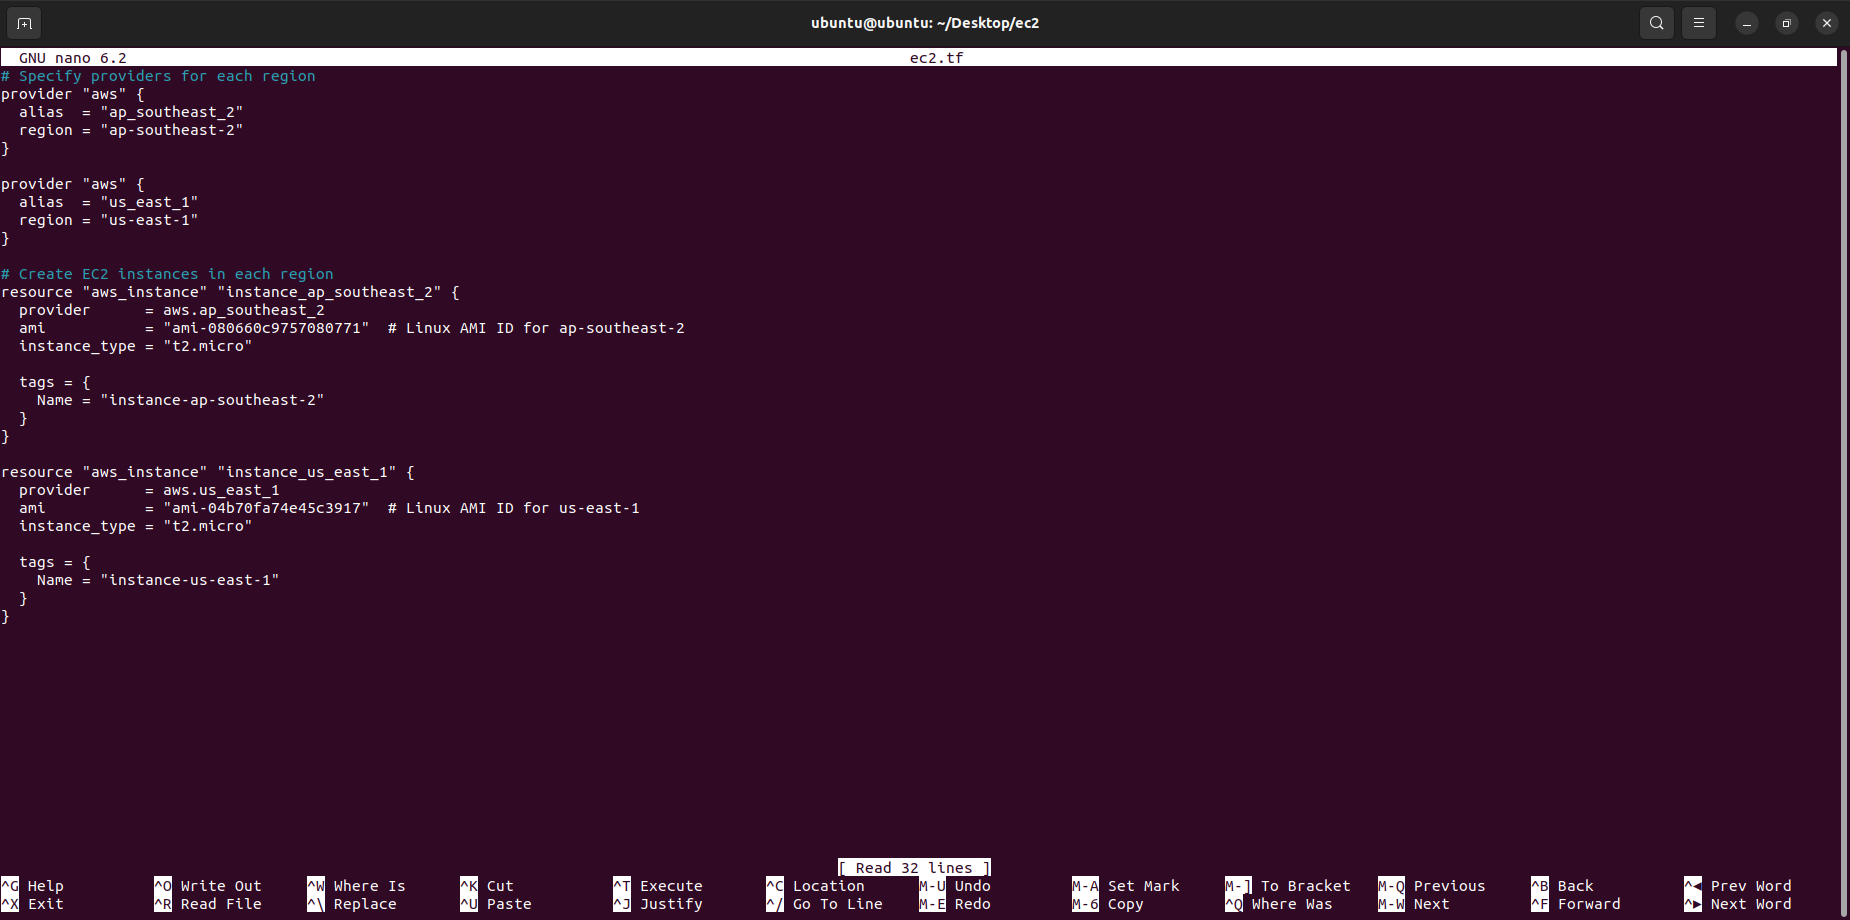 ubuntu@ubuntu: ~/Desktop/ec2
GNU nano 6.2 ec2.tf
# Specify providers for each region
provider "aws" {
  alias  = "ap_southeast_2"
  region = "ap-southeast-2"
}

provider "aws" {
  alias  = "us_east_1"
  region = "us-east-1"
}

# Create EC2 instances in each region
resource "aws_instance" "instance_ap_southeast_2" {
  provider      = aws.ap_southeast_2
  ami           = "ami-080660c9757080771"  # Linux AMI ID for ap-southeast-2
  instance_type = "t2.micro"

  tags = {
    Name = "instance-ap-southeast-2"
  }
}

resource "aws_instance" "instance_us_east_1" {
  provider      = aws.us_east_1
  ami           = "ami-04b70fa74e45c3917"  # Linux AMI ID for us-east-1
  instance_type = "t2.micro"

  tags = {
    Name = "instance-us-east-1"
  }
}
[ Read 32 lines ]
^G Help ^O Write Out ^W Where Is ^K Cut ^T Execute ^C Location M-U Undo M-A Set Mark M-] To Bracket M-Q Previous ^B Back ^◄ Prev Word
^X Exit ^R Read File ^\ Replace ^U Paste ^J Justify ^/ Go To Line M-E Redo M-6 Copy ^Q Where Was M-W Next ^F Forward ^► Next Word